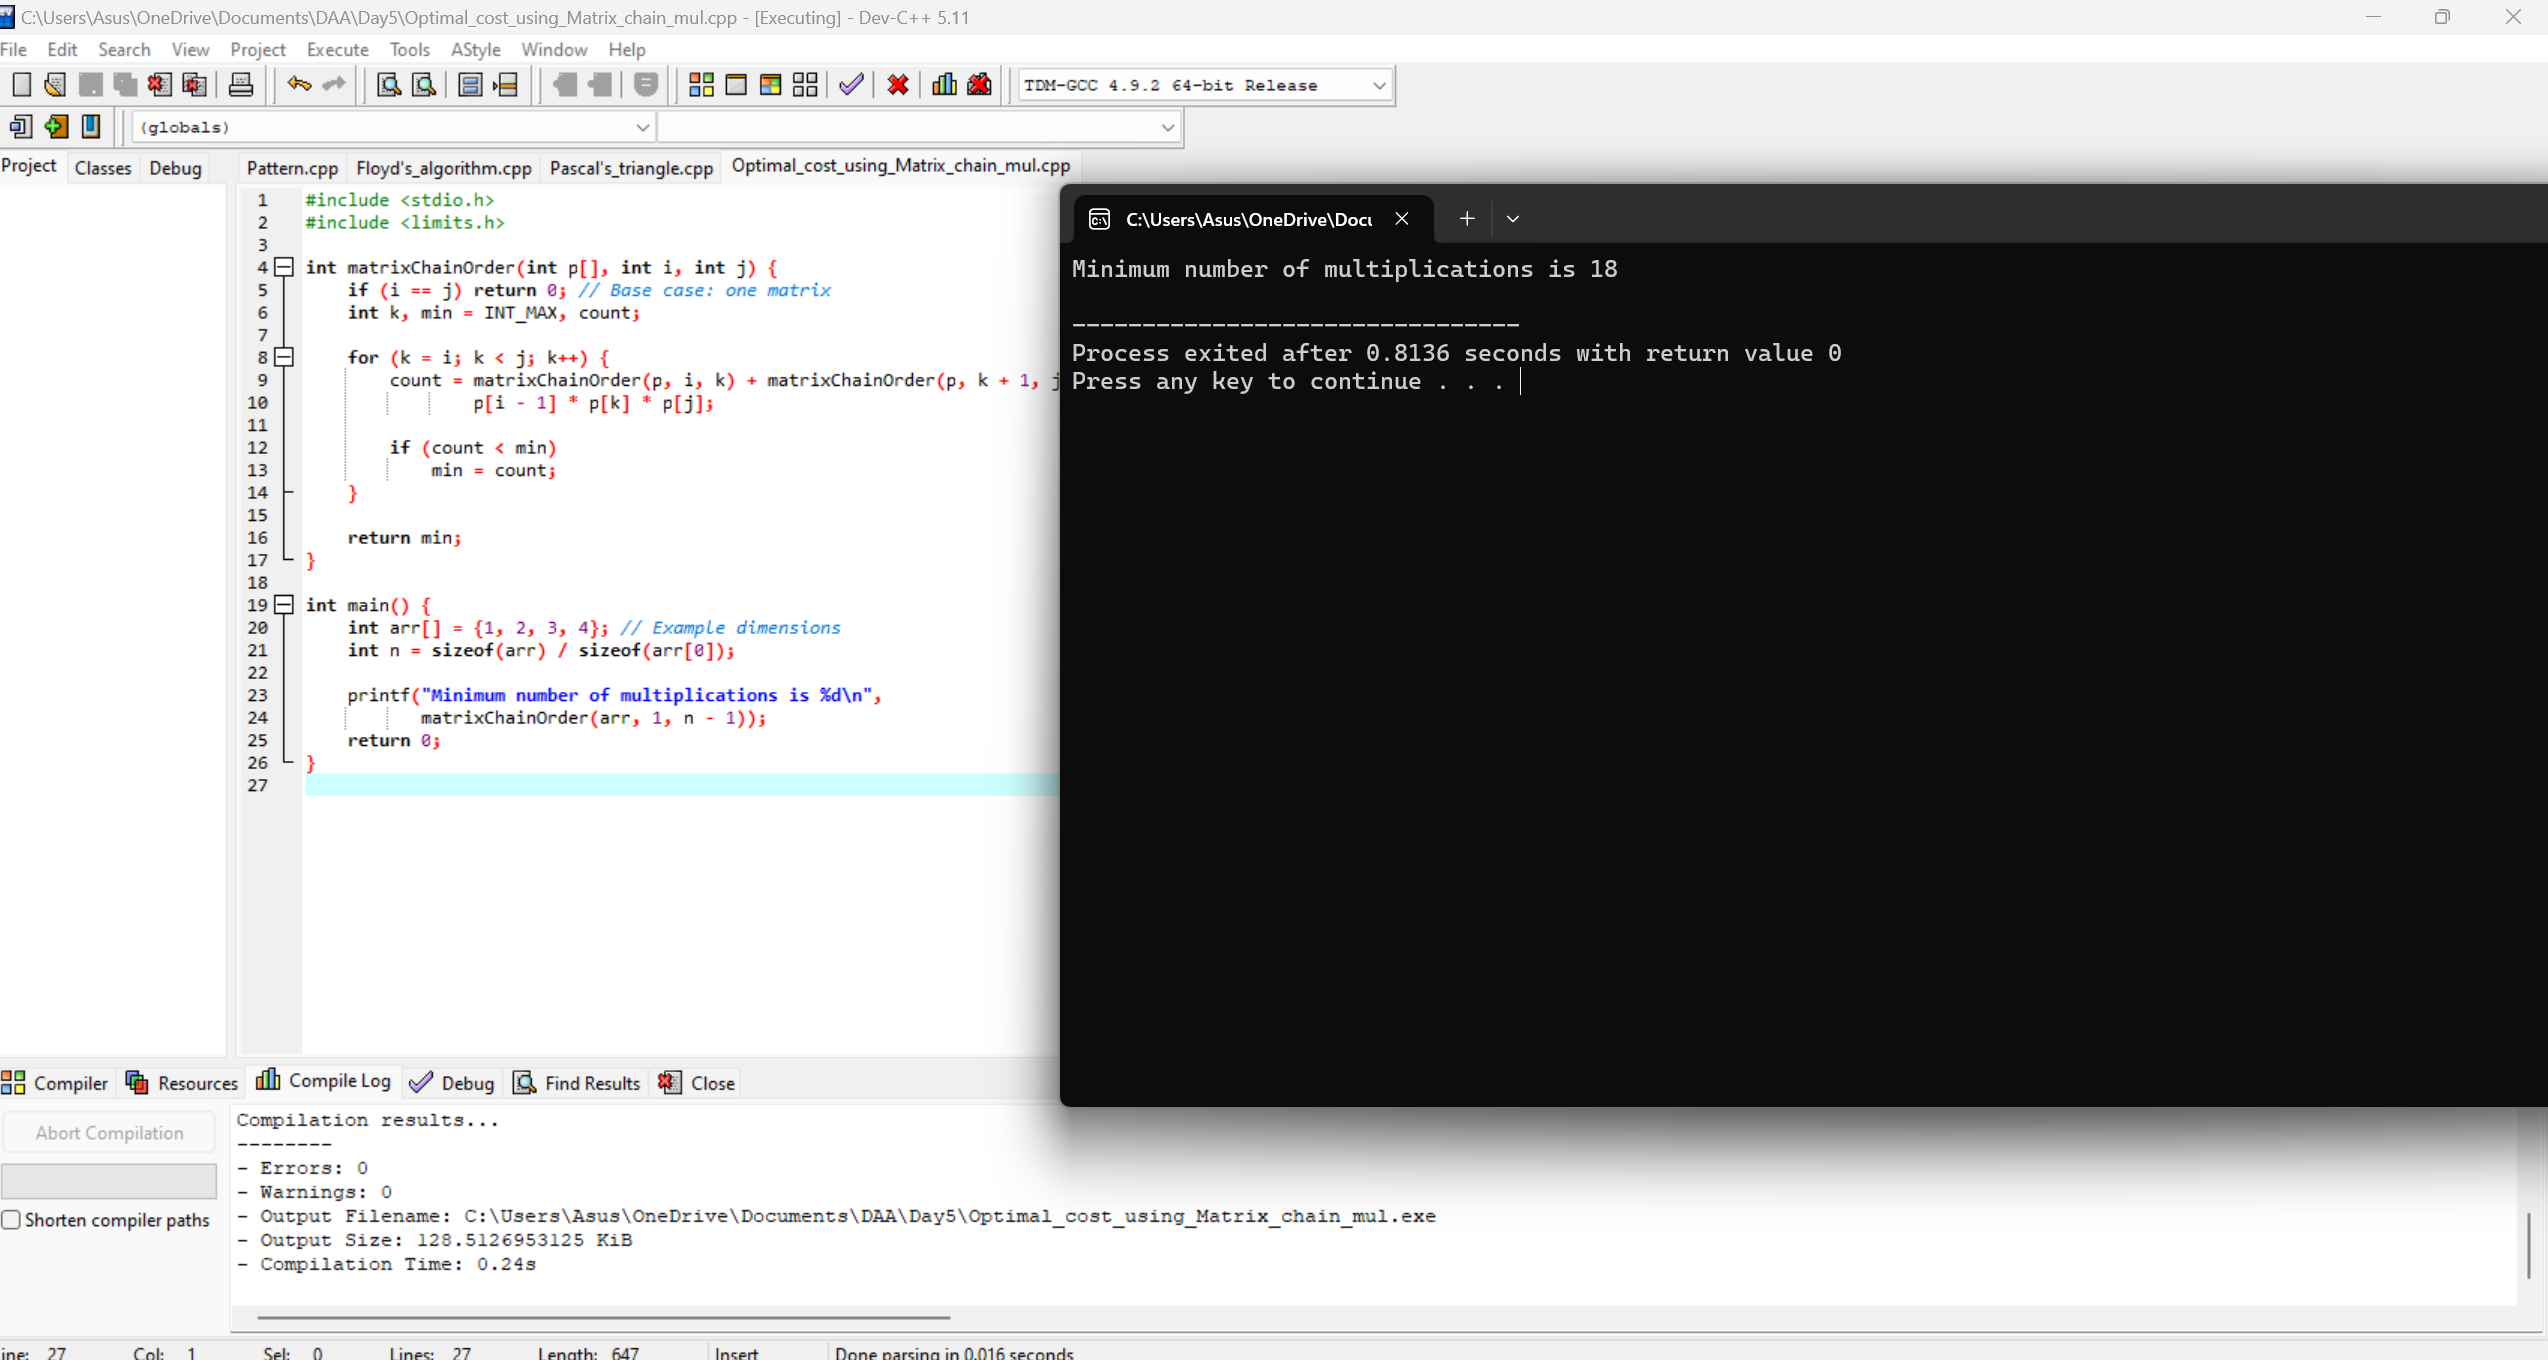 C:\Users\Asus\OneDrive\Documents\DAA\Day5\Optimal_cost_using_Matrix_chain_mul.cpp - [Executing] - Dev-C++ 5.11
File Edit Search View Project Execute Tools AStyle Window Help
TDM-GCC 4.9.2 64-bit Release
(globals)
Project Classes Debug
Pattern.cpp Floyd's_algorithm.cpp Pascal's_triangle.cpp Optimal_cost_using_Matrix_chain_mul.cpp
1 #include <stdio.h>
2 #include <limits.h>
3
4 int matrixChainOrder(int p[], int i, int j) {
5 if (i == j) return 0; // Base case: one matrix
6 int k, min = INT_MAX, count;
7
8 for (k = i; k < j; k++) {
9 count = matrixChainOrder(p, i, k) + matrixChainOrder(p, k + 1, j
10 p[i - 1] * p[k] * p[j];
11
12 if (count < min)
13 min = count;
14 }
15
16 return min;
17 }
18
19 int main() {
20 int arr[] = {1, 2, 3, 4}; // Example dimensions
21 int n = sizeof(arr) / sizeof(arr[0]);
22
23 printf("Minimum number of multiplications is %d\n",
24 matrixChainOrder(arr, 1, n - 1));
25 return 0;
26 }
27
C:\Users\Asus\OneDrive\Docu
Minimum number of multiplications is 18
--------------------------------
Process exited after 0.8136 seconds with return value 0
Press any key to continue . . .
Compiler Resources Compile Log Debug Find Results Close
Abort Compilation
Shorten compiler paths
Compilation results...
--------
- Errors: 0
- Warnings: 0
- Output Filename: C:\Users\Asus\OneDrive\Documents\DAA\Day5\Optimal_cost_using_Matrix_chain_mul.exe
- Output Size: 128.5126953125 KiB
- Compilation Time: 0.24s
ine: 27 Col: 1 Sel: 0 Lines: 27 Length: 647 Insert Done parsing in 0.016 seconds